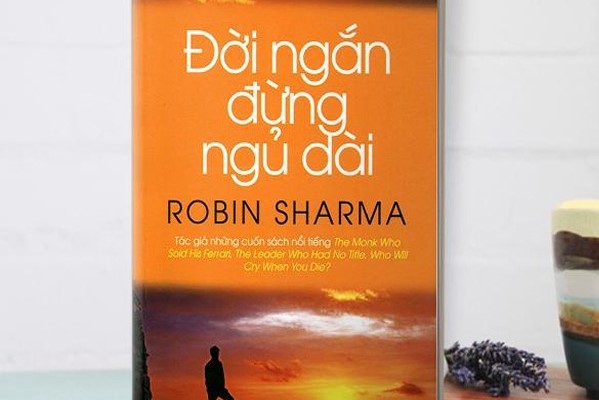 Đời ngắn
đừng
ngủ dài
ROBIN SHARMA
Tác giả những cuốn sách nổi tiếng The Monk Who
Sold His Ferrari, The Leader Who Had No Title, Who Will
Cry When You Die?